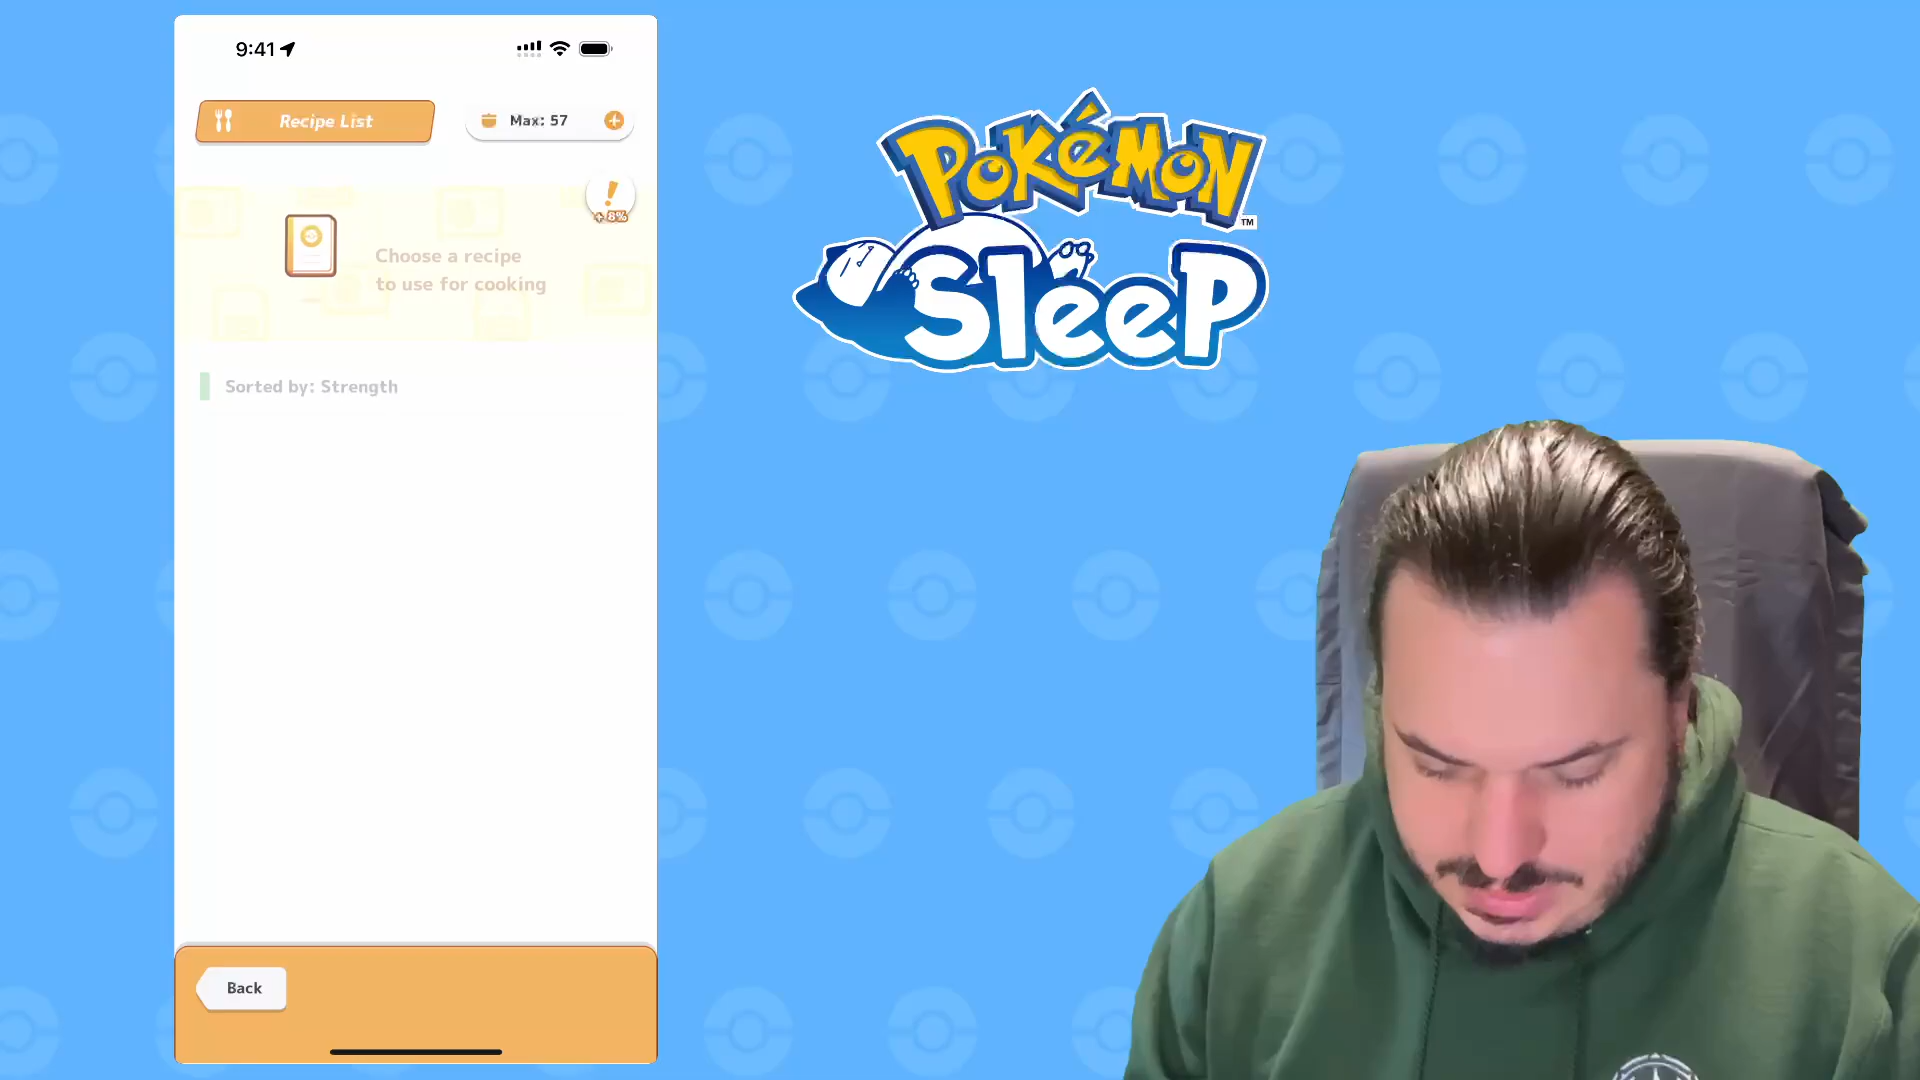 9:41
Recipe List
Max: 57
+ 8%
Choose a recipe
to use for cooking
Sorted by: Strength
Back
POKéMON
TM
Sleep